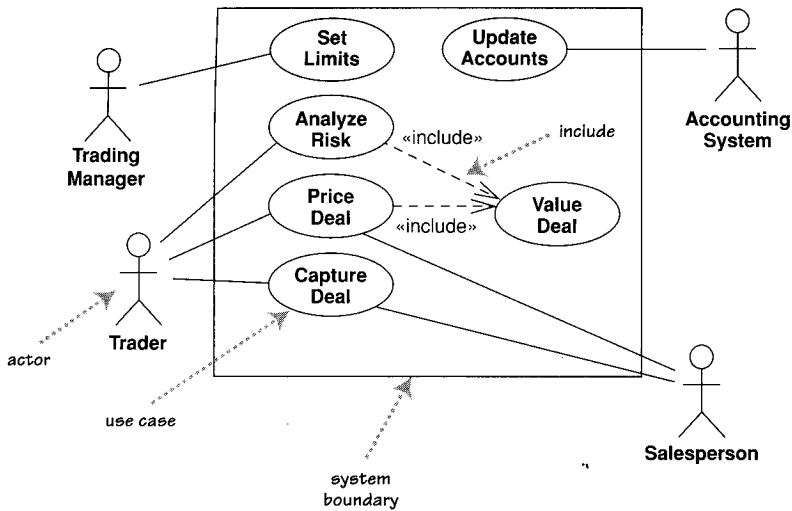 Set
Limits
Update
Accounts
Trading
Manager
Accounting
System
Analyze
Risk
«include»
include
Price
Deal
«include»
Value
Deal
Capture
Deal
Trader
actor
use case
system
boundary
Salesperson